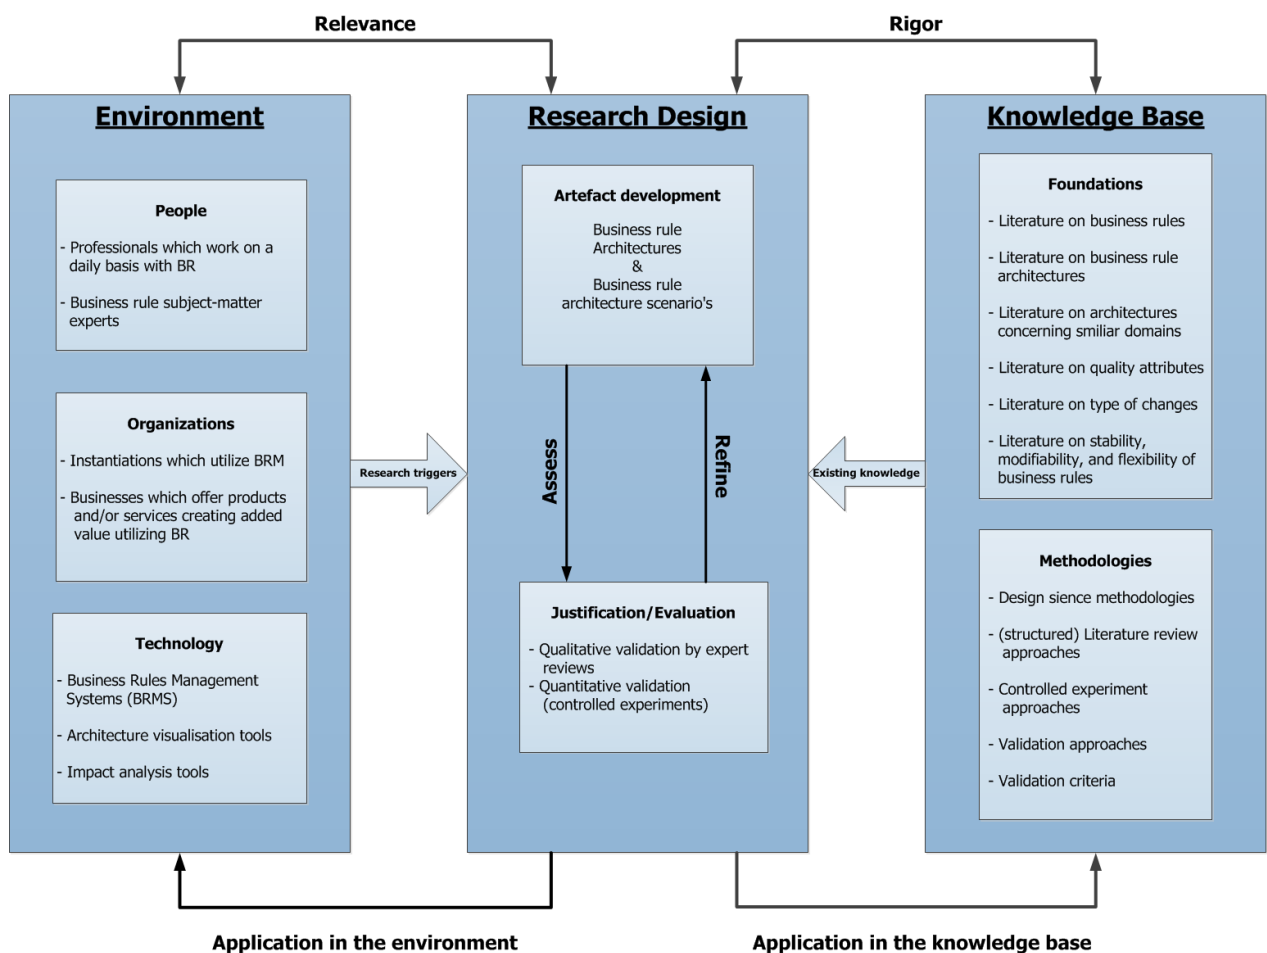 Relevance
Rigor
Environment
People
- Professionals which work on a
daily basis with BR
- Business rule subject-matter
experts
Organizations
- Instantiations which utilize BRM
- Businesses which offer products
and/or services creating added
value utilizing BR
Technology
- Business Rules Management
Systems (BRMS)
- Architecture visualisation tools
- Impact analysis tools
Research triggers
Research Design
Artefact development
Business rule
Architectures
&
Business rule
architecture scenario's
Assess
Refine
Justification/Evaluation
- Qualitative validation by expert
reviews
- Quantitative validation
(controlled experiments)
Existing knowledge
Knowledge Base
Foundations
- Literature on business rules
- Literature on business rule
architectures
- Literature on architectures
concerning smiliar domains
- Literature on quality attributes
- Literature on type of changes
- Literature on stability,
modifiability, and flexibility of
business rules
Methodologies
- Design sience methodologies
- (structured) Literature review
approaches
- Controlled experiment
approaches
- Validation approaches
- Validation criteria
Application in the environment
Application in the knowledge base